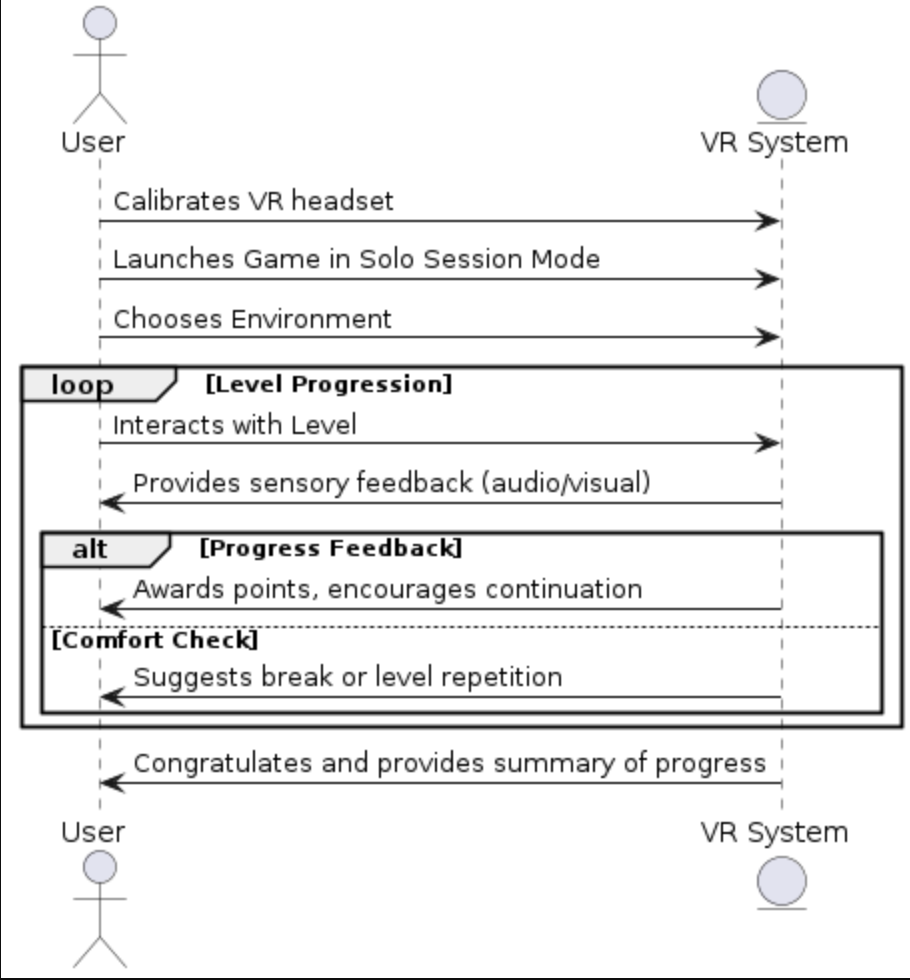 User
VR System
Calibrates VR headset
Launches Game in Solo Session Mode
Chooses Environment
loop [Level Progression]
Interacts with Level
Provides sensory feedback (audio/visual)
alt [Progress Feedback]
Awards points, encourages continuation
[Comfort Check]
Suggests break or level repetition
Congratulates and provides summary of progress
User
VR System